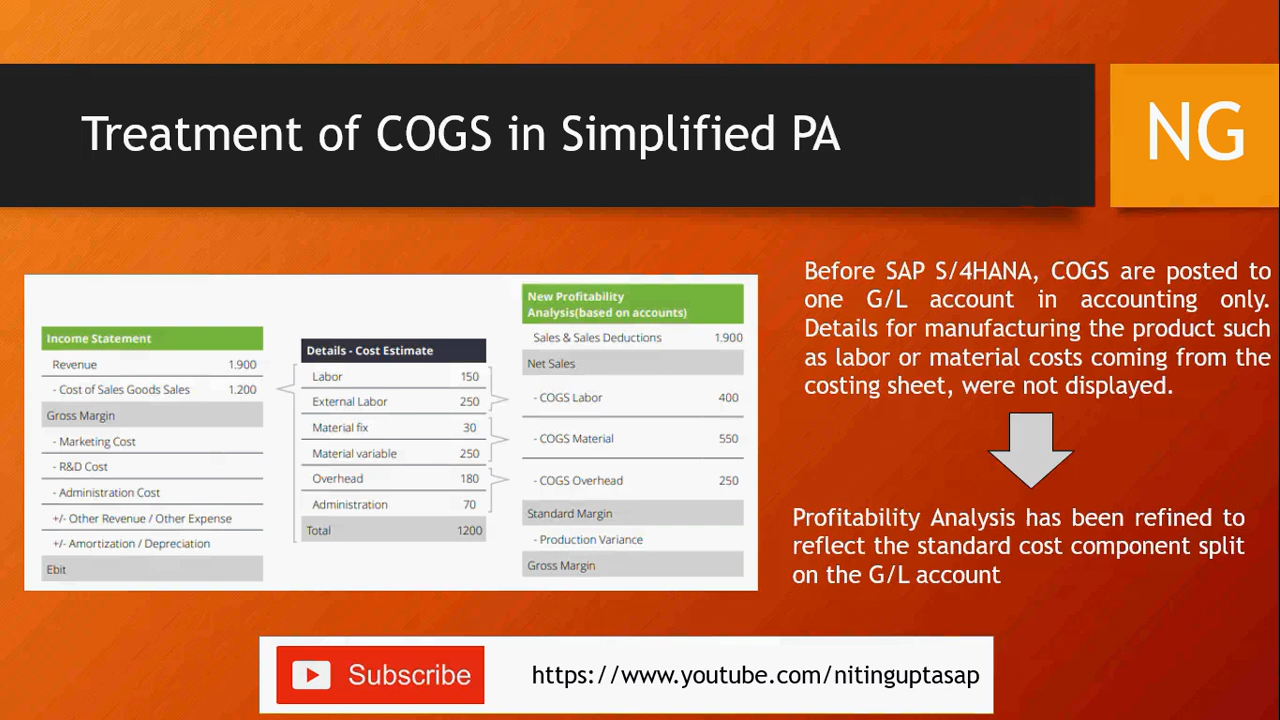 Treatment of COGS in Simplified PA
NG
Income Statement
Revenue 1.900
- Cost of Sales Goods Sales 1.200
Gross Margin
- Marketing Cost
- R&D Cost
- Administration Cost
+/- Other Revenue / Other Expense
+/- Amortization / Depreciation
Ebit
Details - Cost Estimate
Labor 150
External Labor 250
Material fix 30
Material variable 250
Overhead 180
Administration 70
Total 1200
New Profitability
Analysis(based on accounts)
Sales & Sales Deductions 1.900
Net Sales
- COGS Labor 400
- COGS Material 550
- COGS Overhead 250
Standard Margin
- Production Variance
Gross Margin
Before SAP S/4HANA, COGS are posted to
one G/L account in accounting only.
Details for manufacturing the product such
as labor or material costs coming from the
costing sheet, were not displayed.
Profitability Analysis has been refined to
reflect the standard cost component split
on the G/L account
Subscribe
https://www.youtube.com/nitinguptasap